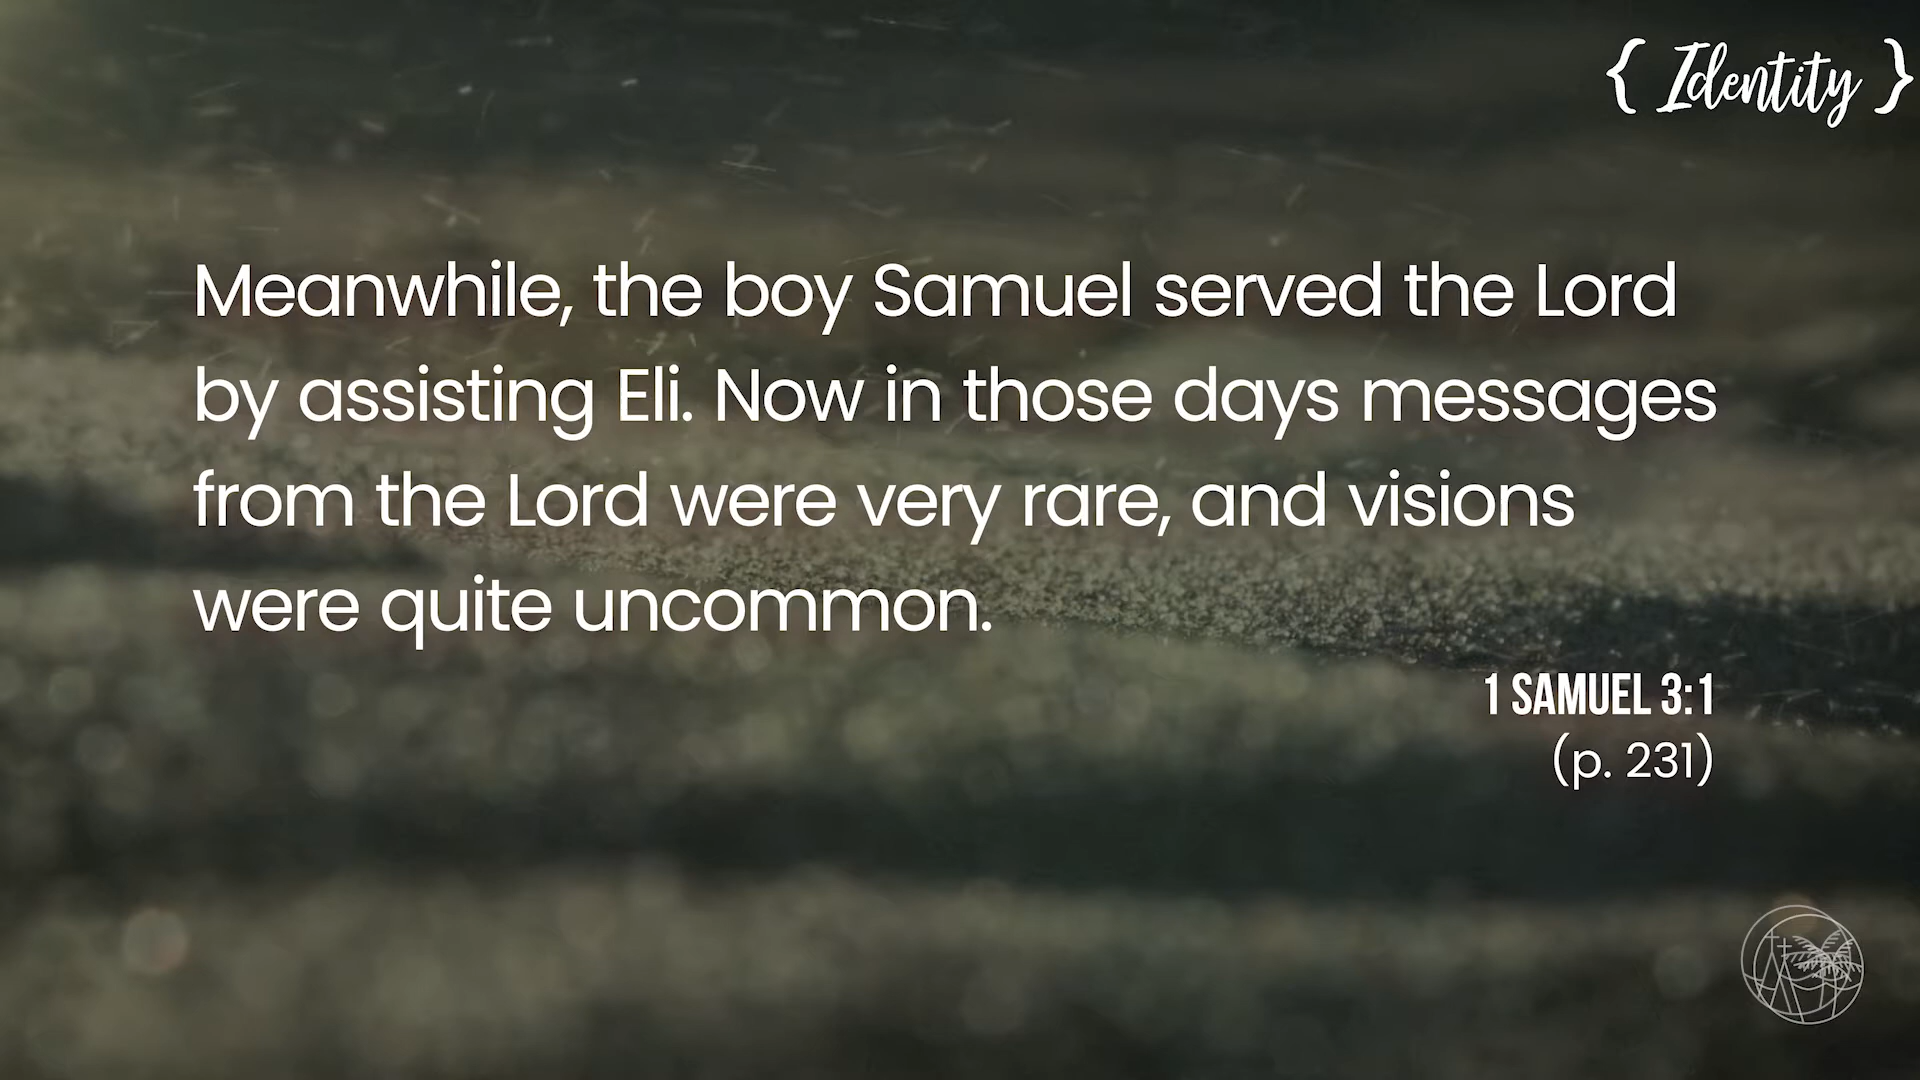 { Identity }
Meanwhile, the boy Samuel served the Lord
by assisting Eli. Now in those days messages
from the Lord were very rare, and visions
were quite uncommon.
1 SAMUEL 3:1
(p. 231)